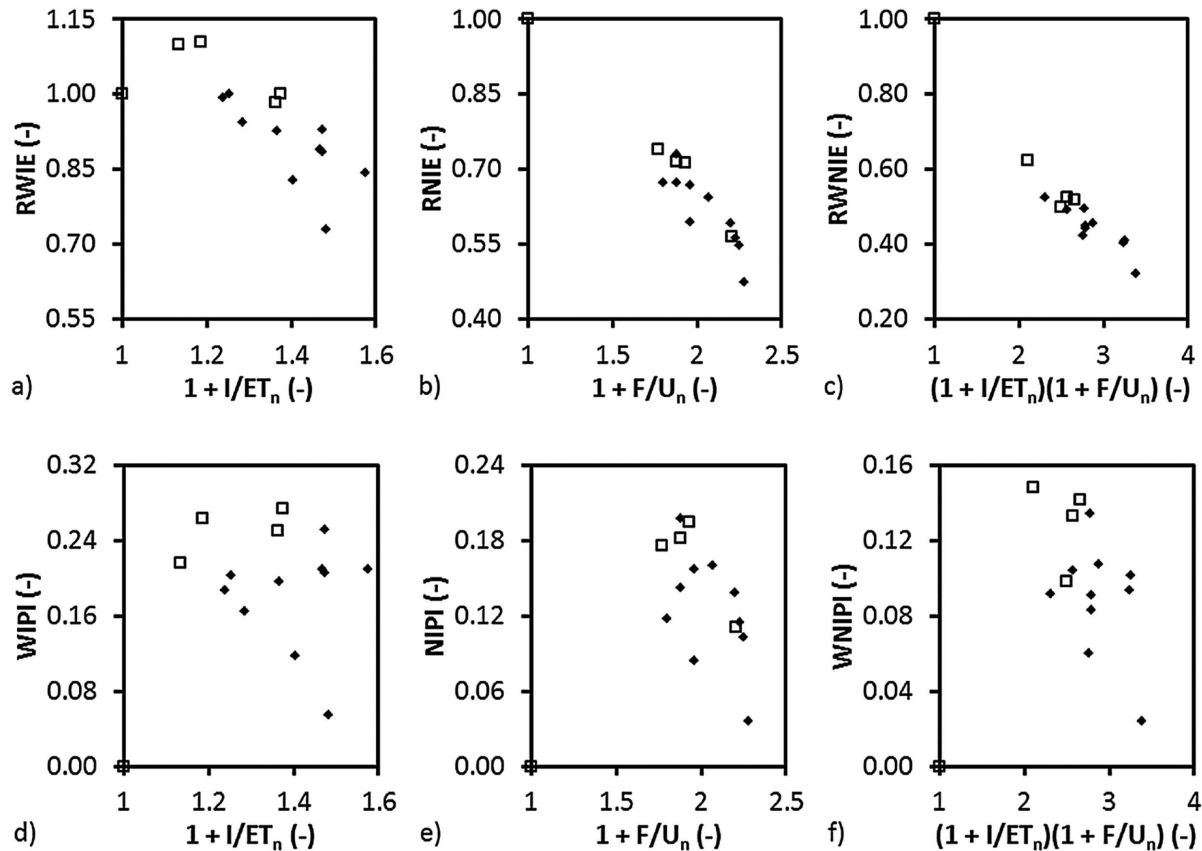 1.15
1.00
0.85
0.70
0.55
RWIE (-)
1 1.2 1.4 1.6
a) 1 + I/ETₙ (-)
1.00
0.85
0.70
0.55
0.40
RNIE (-)
1 1.5 2 2.5
b) 1 + F/Uₙ (-)
1.00
0.80
0.60
0.40
0.20
RWNIE (-)
1 2 3 4
c) (1 + I/ETₙ)(1 + F/Uₙ) (-)
0.32
0.24
0.16
0.08
0.00
WIPI (-)
1 1.2 1.4 1.6
d) 1 + I/ETₙ (-)
0.24
0.18
0.12
0.06
0.00
NIPI (-)
1 1.5 2 2.5
e) 1 + F/Uₙ (-)
0.16
0.12
0.08
0.04
0.00
WNIPI (-)
1 2 3 4
f) (1 + I/ETₙ)(1 + F/Uₙ) (-)